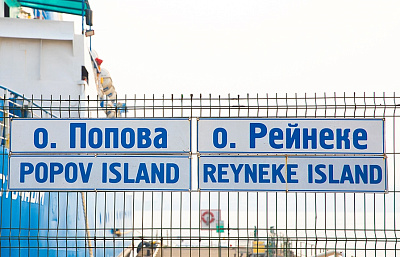 о. Попова
POPOV ISLAND
о. Рейнеке
REYNEKE ISLAND